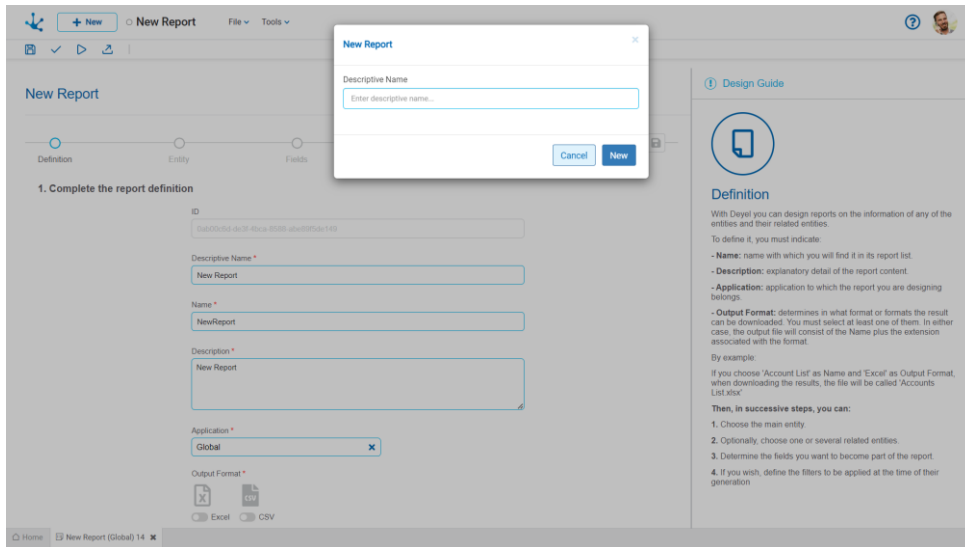 + New
New Report
File
Tools
New Report
×
Descriptive Name
Enter descriptive name...
Cancel
New
New Report
Definition
Entity
Fields
1. Complete the report definition
ID
Descriptive Name *
New Report
Name *
NewReport
Description *
New Report
Application *
Global
Output Format *
X
CSV
Excel
CSV
Design Guide
Definition
With Deyel you can design reports on the information of any of the
entities and their related entities.
To define it, you must indicate:
- Name: name with which you will find it in its report list.
- Description: explanatory detail of the report content.
- Application: application to which the report you are designing
belongs.
- Output Format: determines in what format or formats the result
can be downloaded. You must select at least one of them. In either
case, the output file will consist of the Name plus the extension
associated with the format.
By example:
If you choose 'Account List' as Name and 'Excel' as Output Format,
when downloading the results, the file will be called 'Accounts
List.xlsx'
Then, in successive steps, you can:
1. Choose the main entity.
2. Optionally, choose one or several related entities.
3. Determine the fields you want to become part of the report.
4. If you wish, define the filters to be applied at the time of their
generation
Home
New Report (Global) 14